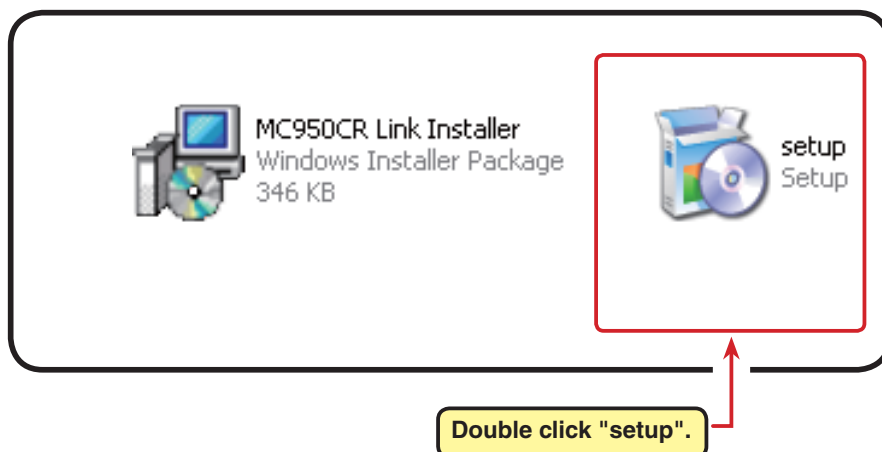 MC950CR Link Installer
Windows Installer Package
346 KB
setup
Setup
Double click "setup".